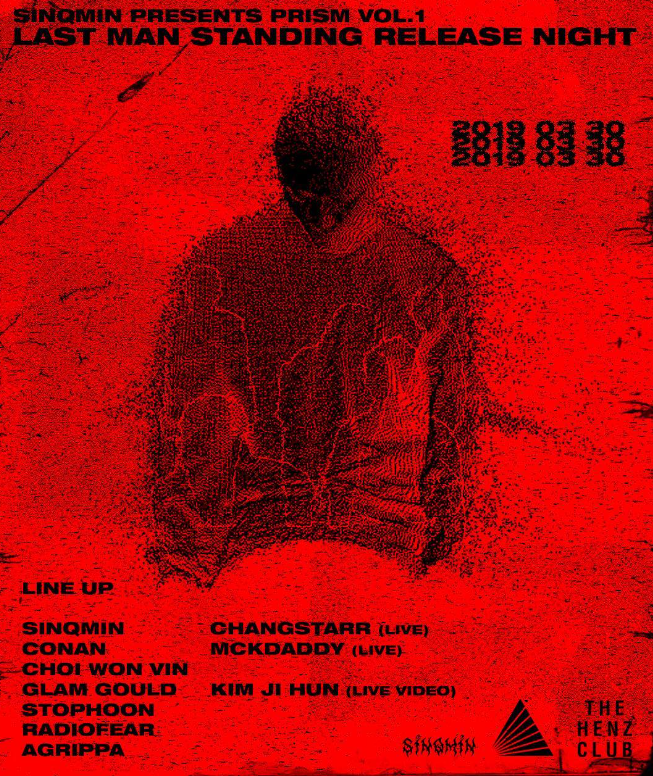 SINQMIN PRESENTS PRISM VOL.1
LAST MAN STANDING RELEASE NIGHT
2019 03 30
2019 03 30
2019 03 30
LINE UP
SINQMIN
CONAN
CHOI WON VIN
GLAM GOULD
STOPHOON
RADIOFEAR
AGRIPPA
CHANGSTARR (LIVE)
MCKDADDY (LIVE)
KIM JI HUN (LIVE VIDEO)
SINQMIN
THE
HENZ
CLUB